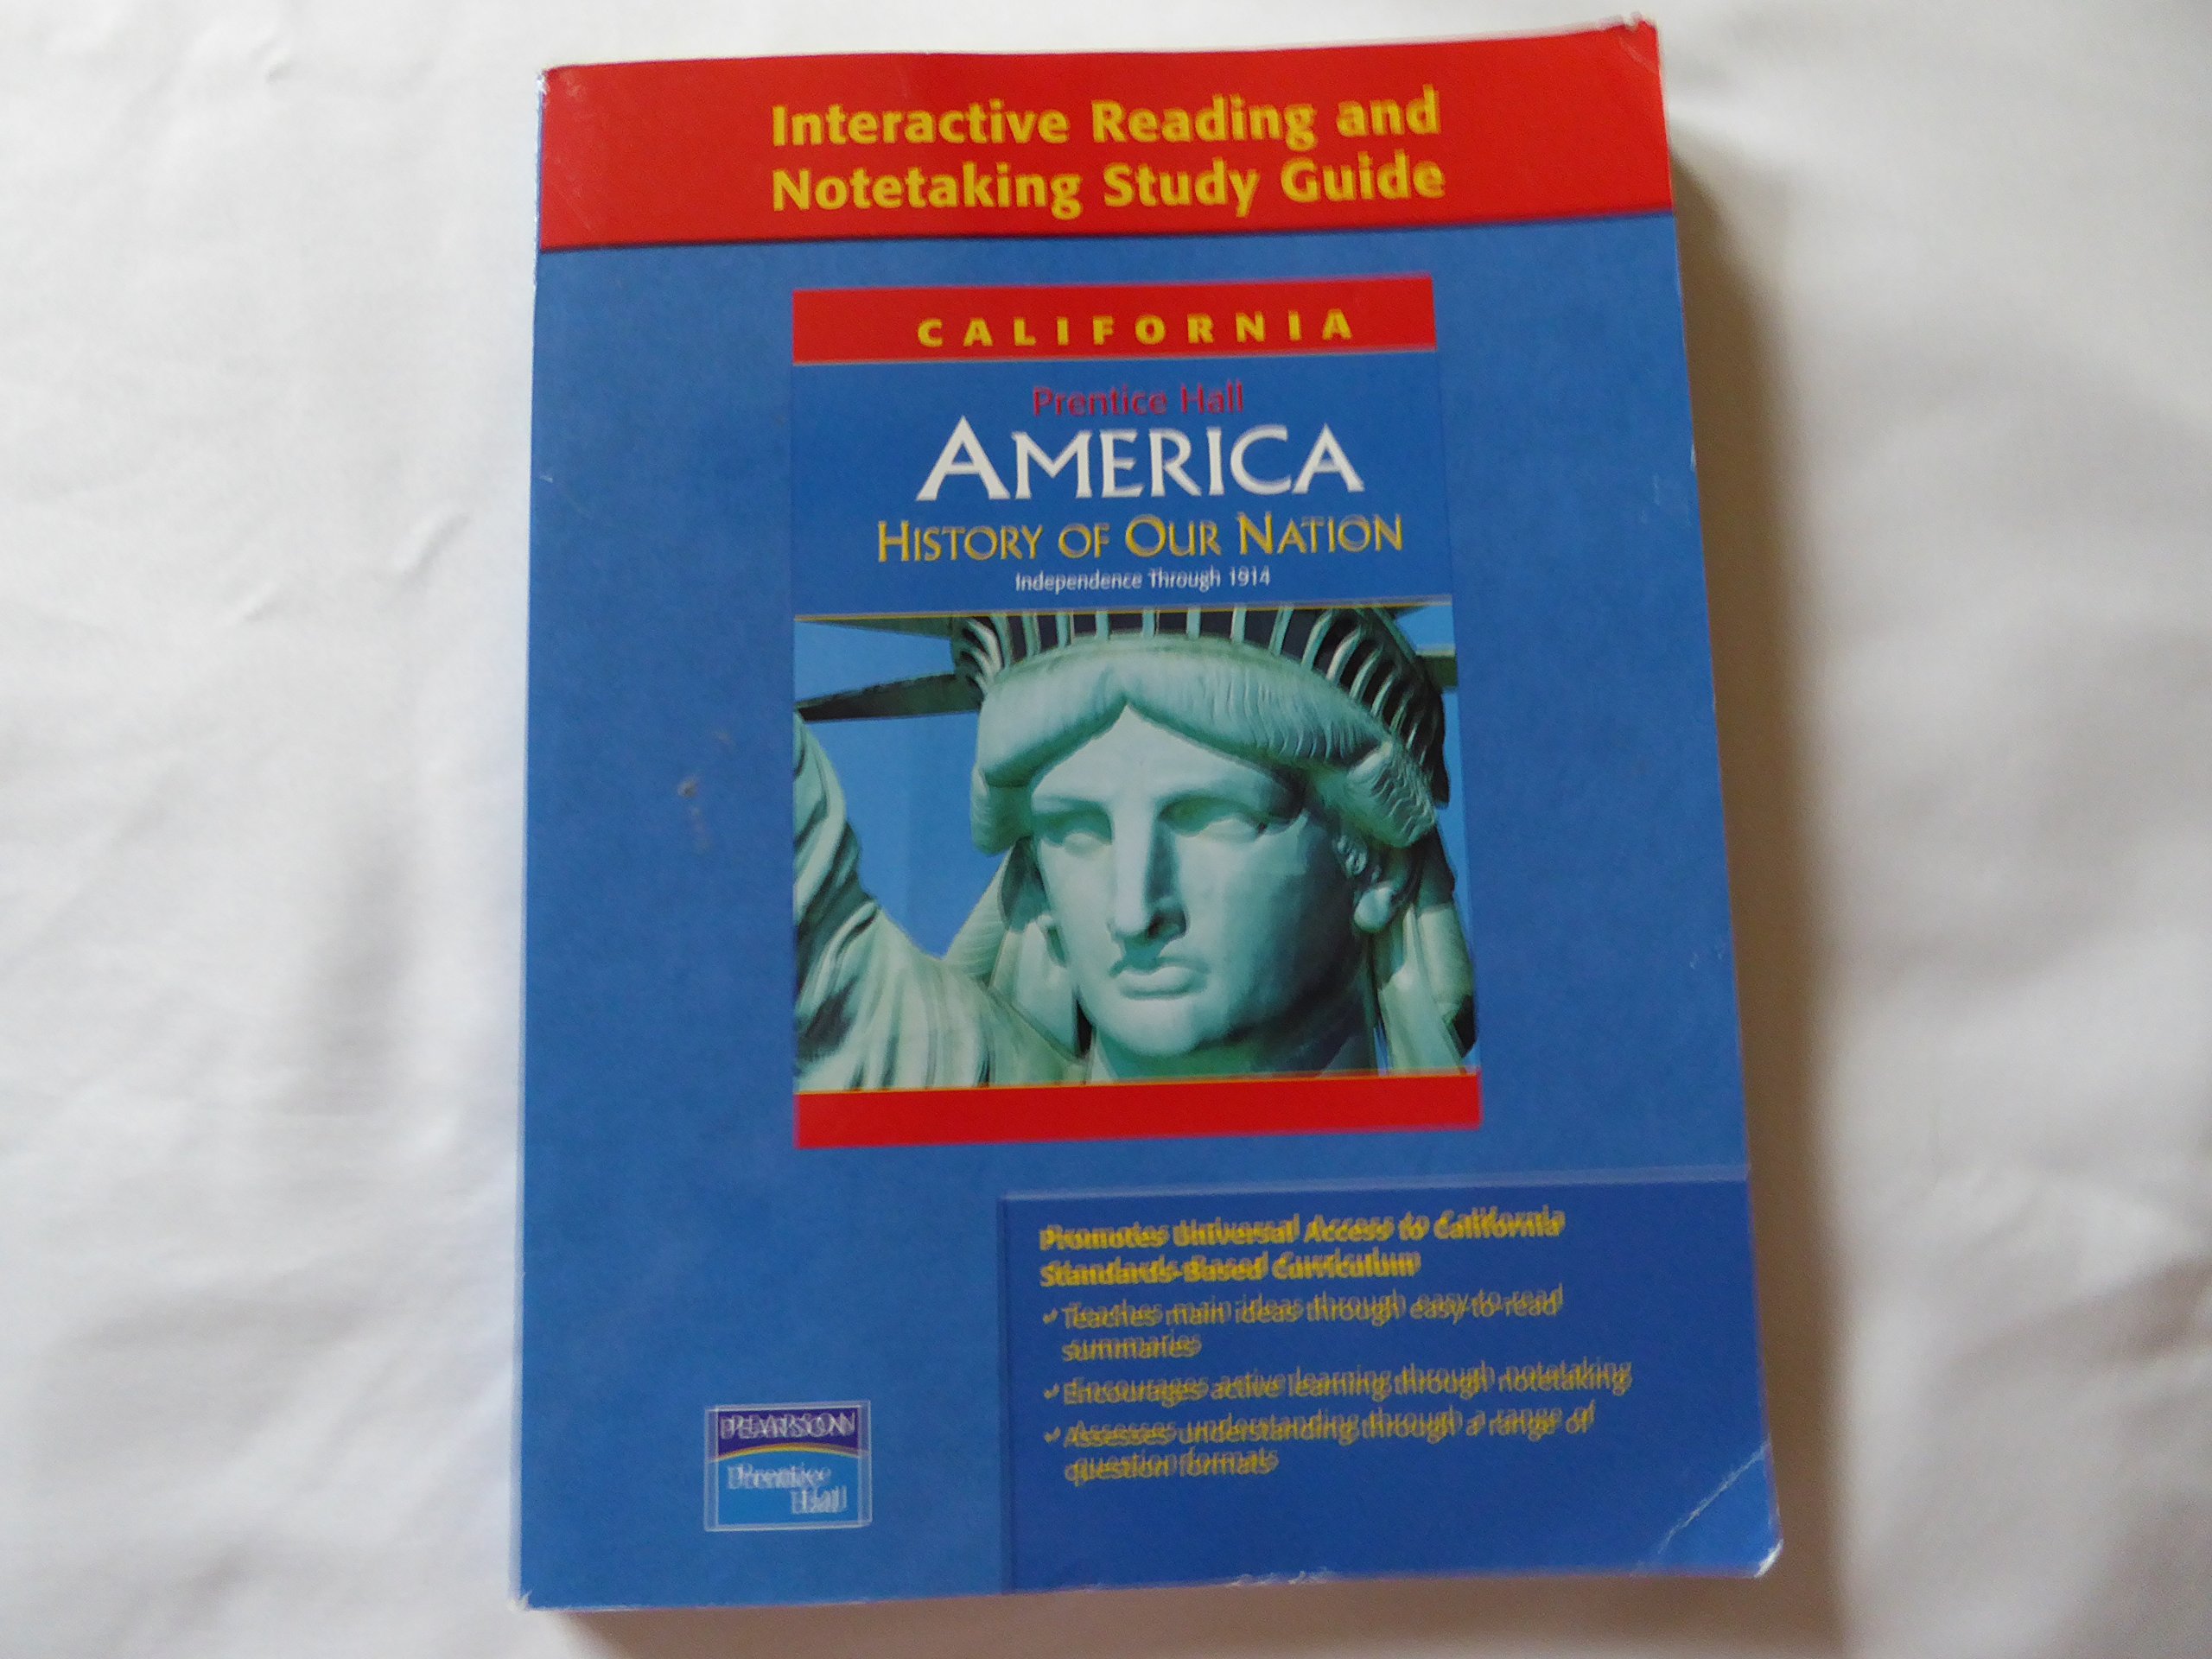 Interactive Reading and
Notetaking Study Guide
CALIFORNIA
Prentice Hall
AMERICA
HISTORY OF OUR NATION
Independence Through 1914
Promotes Universal Access to California
Standards-Based Curriculum
✔ Teaches main ideas through easy-to-read
summaries
✔ Encourages active learning through notetaking
✔ Assesses understanding through a range of
question formats
PEARSON
Prentice
Hall